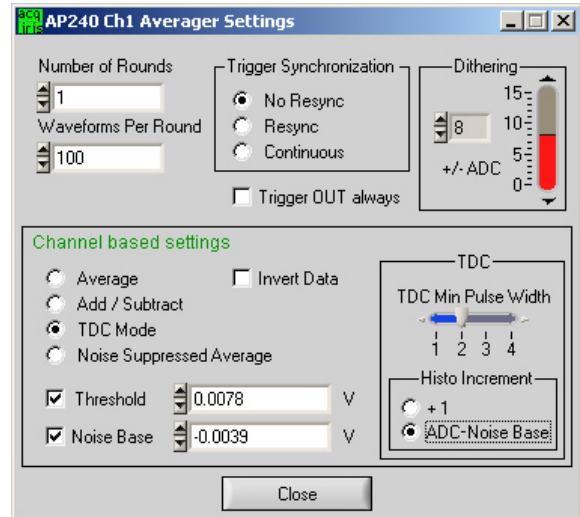 acq iris AP240 Ch1 Averager Settings
Number of Rounds
1
Waveforms Per Round
100
Trigger Synchronization
No Resync
Resync
Continuous
Trigger OUT always
Dithering
15
10
5
0
8
+/- ADC
Channel based settings
Average
Add / Subtract
TDC Mode
Noise Suppressed Average
Invert Data
Threshold 0.0078 V
Noise Base -0.0039 V
TDC
TDC Min Pulse Width
1 2 3 4
Histo Increment
+ 1
ADC-Noise Base
Close